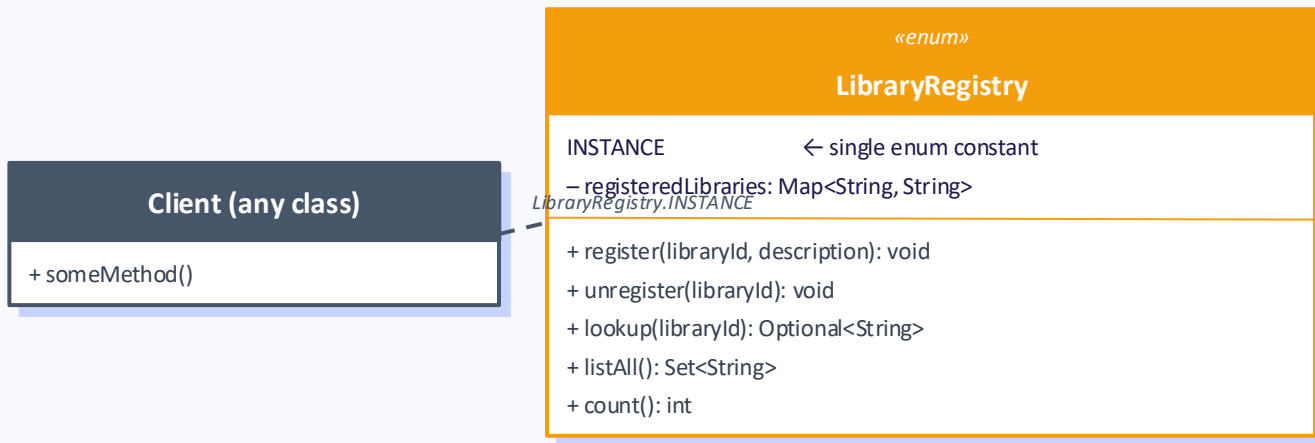 Client (any class)
+ someMethod()
LibraryRegistry.INSTANCE
«enum»
LibraryRegistry
INSTANCE ← single enum constant
– registeredLibraries: Map<String, String>
+ register(libraryId, description): void
+ unregister(libraryId): void
+ lookup(libraryId): Optional<String>
+ listAll(): Set<String>
+ count(): int